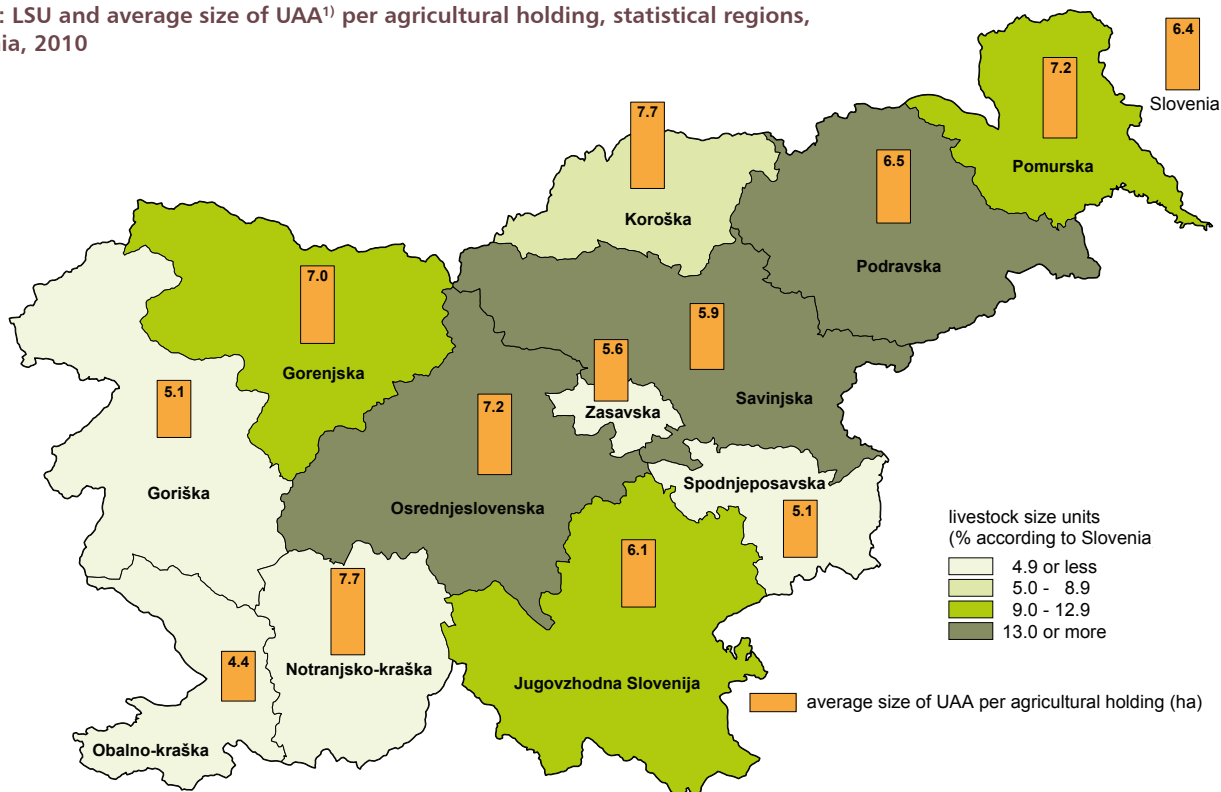 : LSU and average size of UAA1) per agricultural holding, statistical regions,
ia, 2010
6.4
Slovenia
7.2
Pomurska
7.7
Koroška
6.5
Podravska
7.0
Gorenjska
5.9
Savinjska
5.6
Zasavska
5.1
Goriška
7.2
Osrednjeslovenska
Spodnjeposavska
5.1
6.1
Jugovzhodna Slovenija
7.7
Notranjsko-kraška
4.4
Obalno-kraška
livestock size units
(% according to Slovenia
4.9 or less
5.0 - 8.9
9.0 - 12.9
13.0 or more
average size of UAA per agricultural holding (ha)